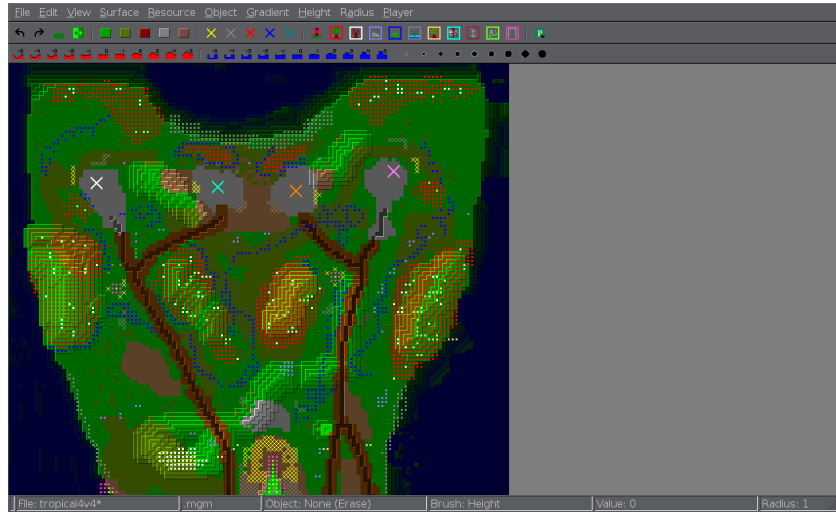 File Edit View Surface Resource Object Gradient Height Radius Player
File: tropical4v4* .mgm Object: None (Erase) Brush: Height Value: 0 Radius: 1